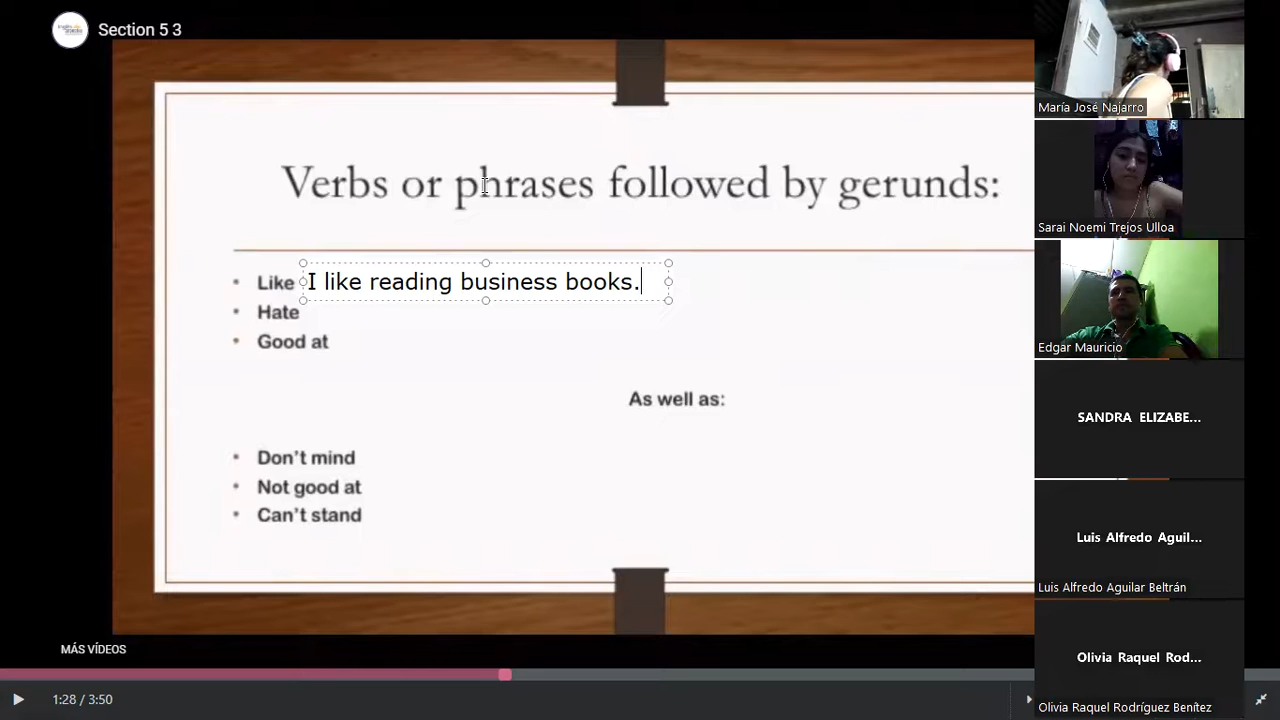 Section 5 3
Verbs or phrases followed by gerunds:
• Like
I like reading business books.
• Hate
• Good at
As well as:
• Don't mind
• Not good at
• Can't stand
MÁS VÍDEOS
1:28 / 3:50
María José Najarro
Sarai Noemi Trejos Ulloa
Edgar Mauricio
SANDRA ELIZABE...
Luis Alfredo Aguil...
Luis Alfredo Aguilar Beltrán
Olivia Raquel Rod...
Olivia Raquel Rodríguez Benítez